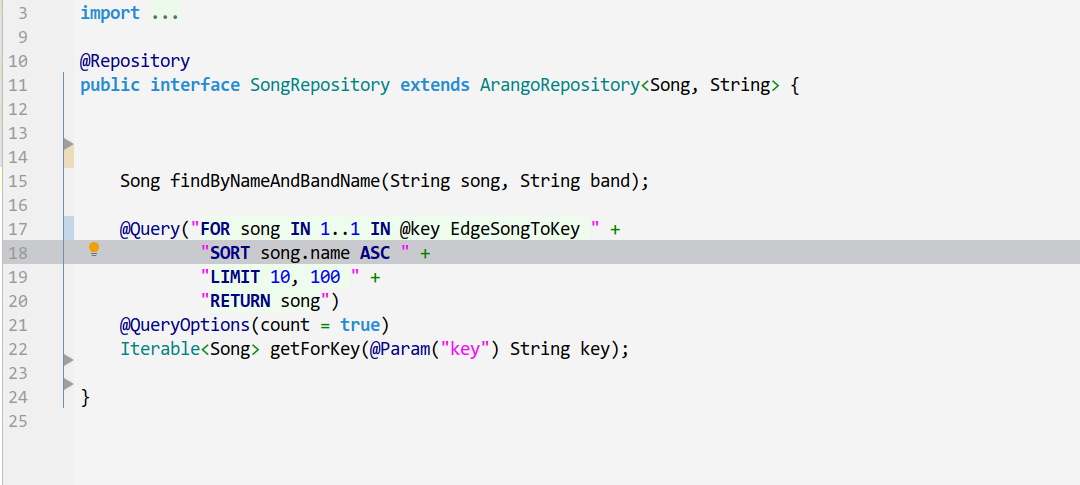 3 import ...
9
10 @Repository
11 public interface SongRepository extends ArangoRepository<Song, String> {
12
13
14
15 Song findByNameAndBandName(String song, String band);
16
17 @Query("FOR song IN 1..1 IN @key EdgeSongToKey " +
18 "SORT song.name ASC " +
19 "LIMIT 10, 100 " +
20 "RETURN song")
21 @QueryOptions(count = true)
22 Iterable<Song> getForKey(@Param("key") String key);
23
24 }
25